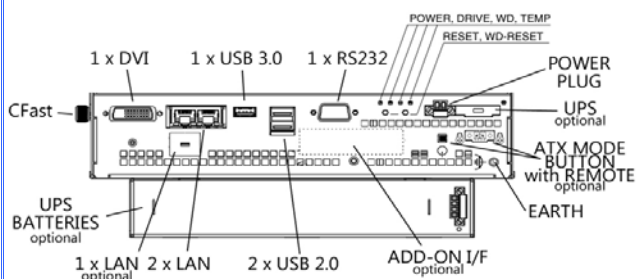 POWER, DRIVE, WD, TEMP
RESET, WD-RESET
1 x DVI
1 x USB 3.0
1 x RS232
POWER
PLUG
CFast
UPS
optional
ATX MODE
BUTTON
with REMOTE
optional
EARTH
UPS
BATTERIES
optional
1 x LAN
optional
2 x LAN
2 x USB 2.0
ADD-ON I/F
optional